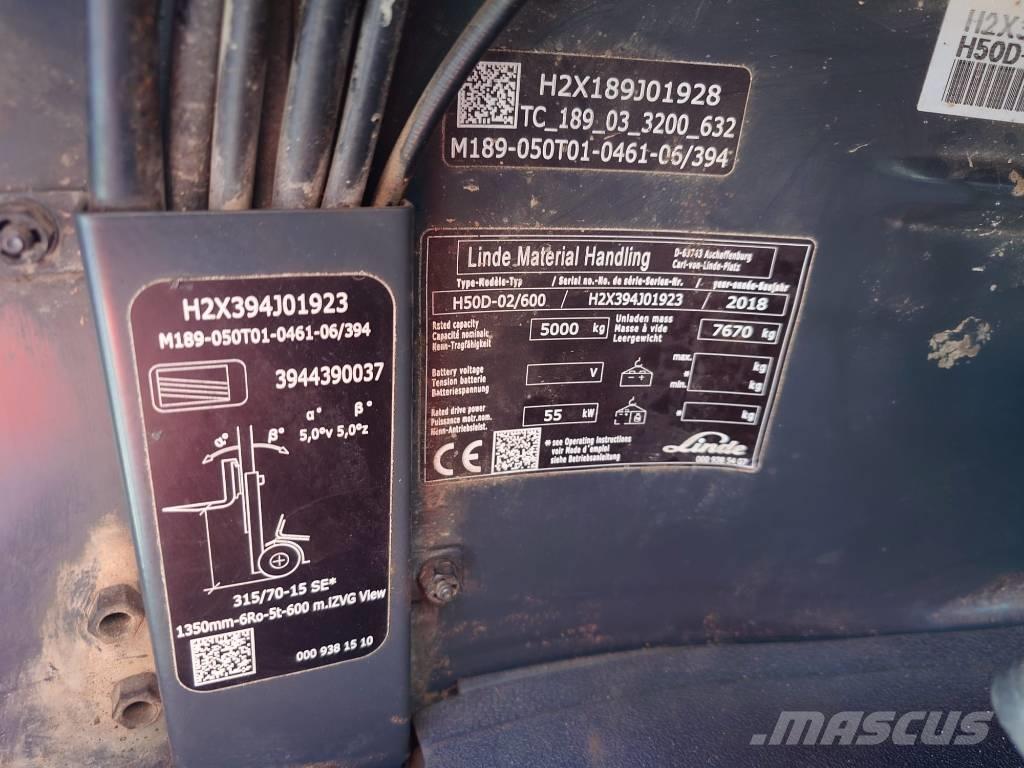 H2X189J01928
TC_189_03_3200_632
M189-050T01-0461-06/394
H50D-
Linde Material Handling
D-63743 Aschaffenburg
Carl-von-Linde-Platz
Type-Modèle-Typ / Serial no.-No. de série-Serien-Nr. / year-année-Baujahr
H50D-02/600 / H2X394J01923 / 2018
Rated capacity
Capacité nominale
Nenn-Tragfähigkeit
5000 kg
Unladen mass
Masse à vide
Leergewicht
7670 kg
Battery voltage
Tension batterie
Batteriespannung
V
max.
kg
*
min.
kg
Rated drive power
Puissance motr.nom.
Nenn-Antriebsleist.
55 kW
* kg
CE
* see Operating Instructions
voir Mode d'emploi
siehe Betriebsanleitung
Linde
000 938 54 07
H2X394J01923
M189-050T01-0461-06/394
3944390037
α° β°
5,0°v 5,0°z
α° β°
315/70-15 SE*
1350mm-6Ro-5t-600 m.IZVG View
000 938 15 10
MASCUS